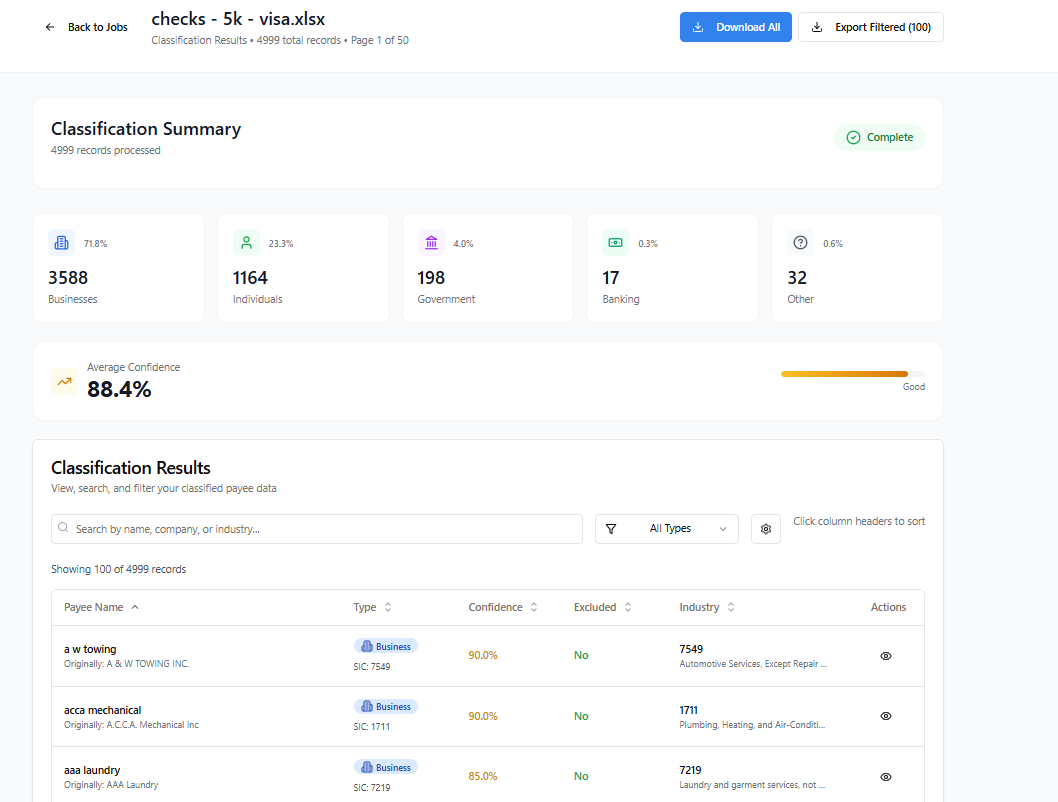 Back to Jobs
checks - 5k - visa.xlsx
Classification Results • 4999 total records • Page 1 of 50
Download All
Export Filtered (100)
Classification Summary
4999 records processed
Complete
71.8%
3588
Businesses
23.3%
1164
Individuals
4.0%
198
Government
0.3%
17
Banking
0.6%
32
Other
Average Confidence
88.4%
Good
Classification Results
View, search, and filter your classified payee data
Search by name, company, or industry...
All Types
Click column headers to sort
Showing 100 of 4999 records
Payee Name Type Confidence Excluded Industry Actions
a w towing
Originally: A & W TOWING INC.
Business
SIC: 7549
90.0%
No
7549
Automotive Services, Except Repair ...
acca mechanical
Originally: A.C.C.A. Mechanical Inc
Business
SIC: 1711
90.0%
No
1711
Plumbing, Heating, and Air-Conditi...
aaa laundry
Originally: AAA Laundry
Business
SIC: 7219
85.0%
No
7219
Laundry and garment services, not ...